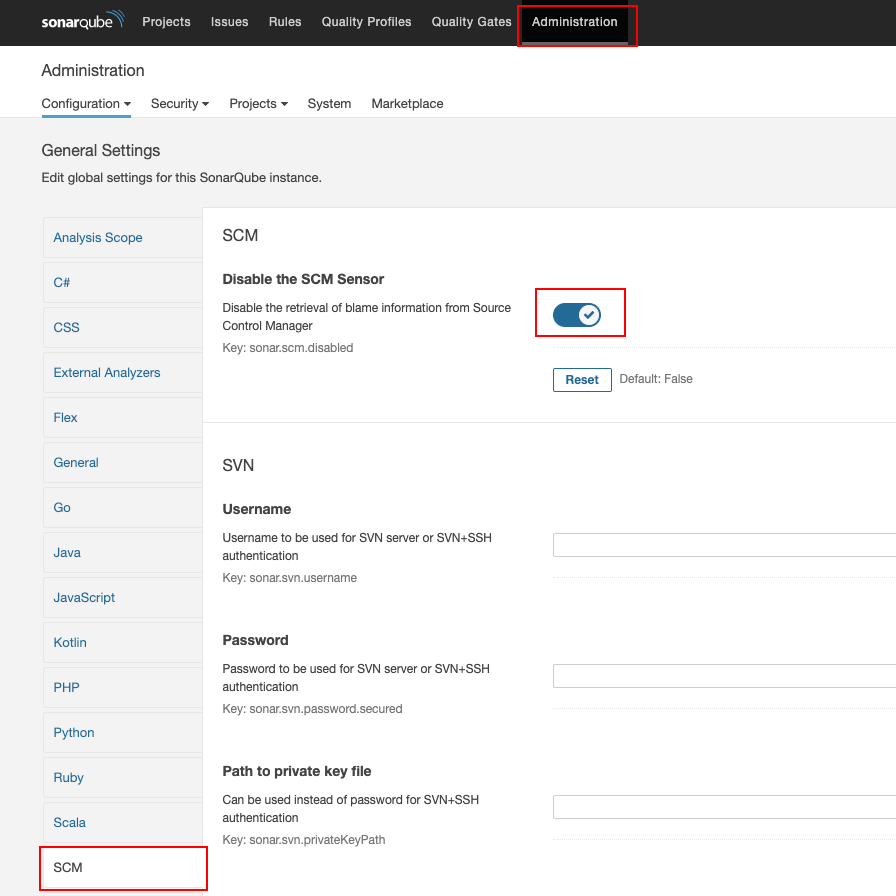 sonarqube Projects Issues Rules Quality Profiles Quality Gates Administration
Administration
Configuration Security Projects System Marketplace
General Settings
Edit global settings for this SonarQube instance.
Analysis Scope
C#
CSS
External Analyzers
Flex
General
Go
Java
JavaScript
Kotlin
PHP
Python
Ruby
Scala
SCM
SCM
Disable the SCM Sensor
Disable the retrieval of blame information from Source
Control Manager
Key: sonar.scm.disabled
Reset Default: False
SVN
Username
Username to be used for SVN server or SVN+SSH
authentication
Key: sonar.svn.username
Password
Password to be used for SVN server or SVN+SSH
authentication
Key: sonar.svn.password.secured
Path to private key file
Can be used instead of password for SVN+SSH
authentication
Key: sonar.svn.privateKeyPath